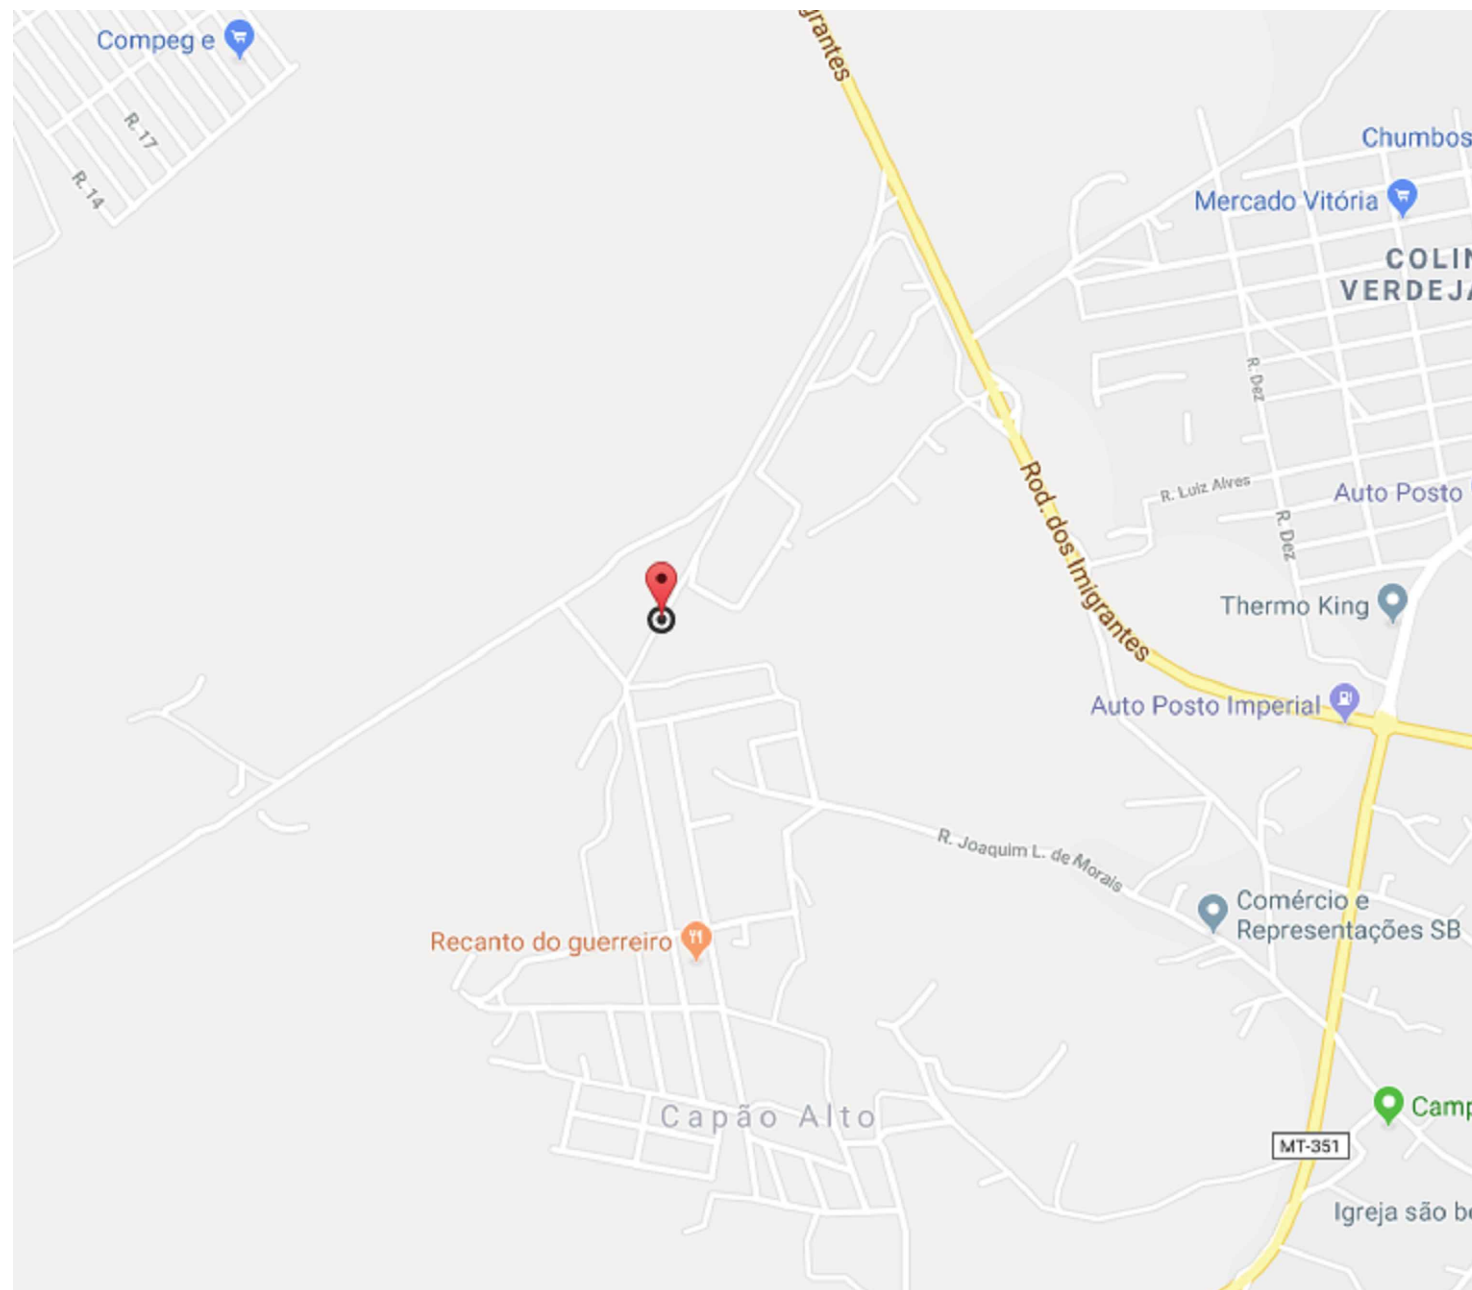 grantes
Compeg e
R. 17
R. 14
Chumbos
Mercado Vitória
COLIN
VERDEJA
R. Dez
R. Luiz Alves
Auto Posto
R. Dez
Rod. dos Imigrantes
Thermo King
Auto Posto Imperial
R. Joaquim L. de Morais
Comércio e
Representações SB
Recanto do guerreiro
Capão Alto
Camp
MT-351
Igreja são be